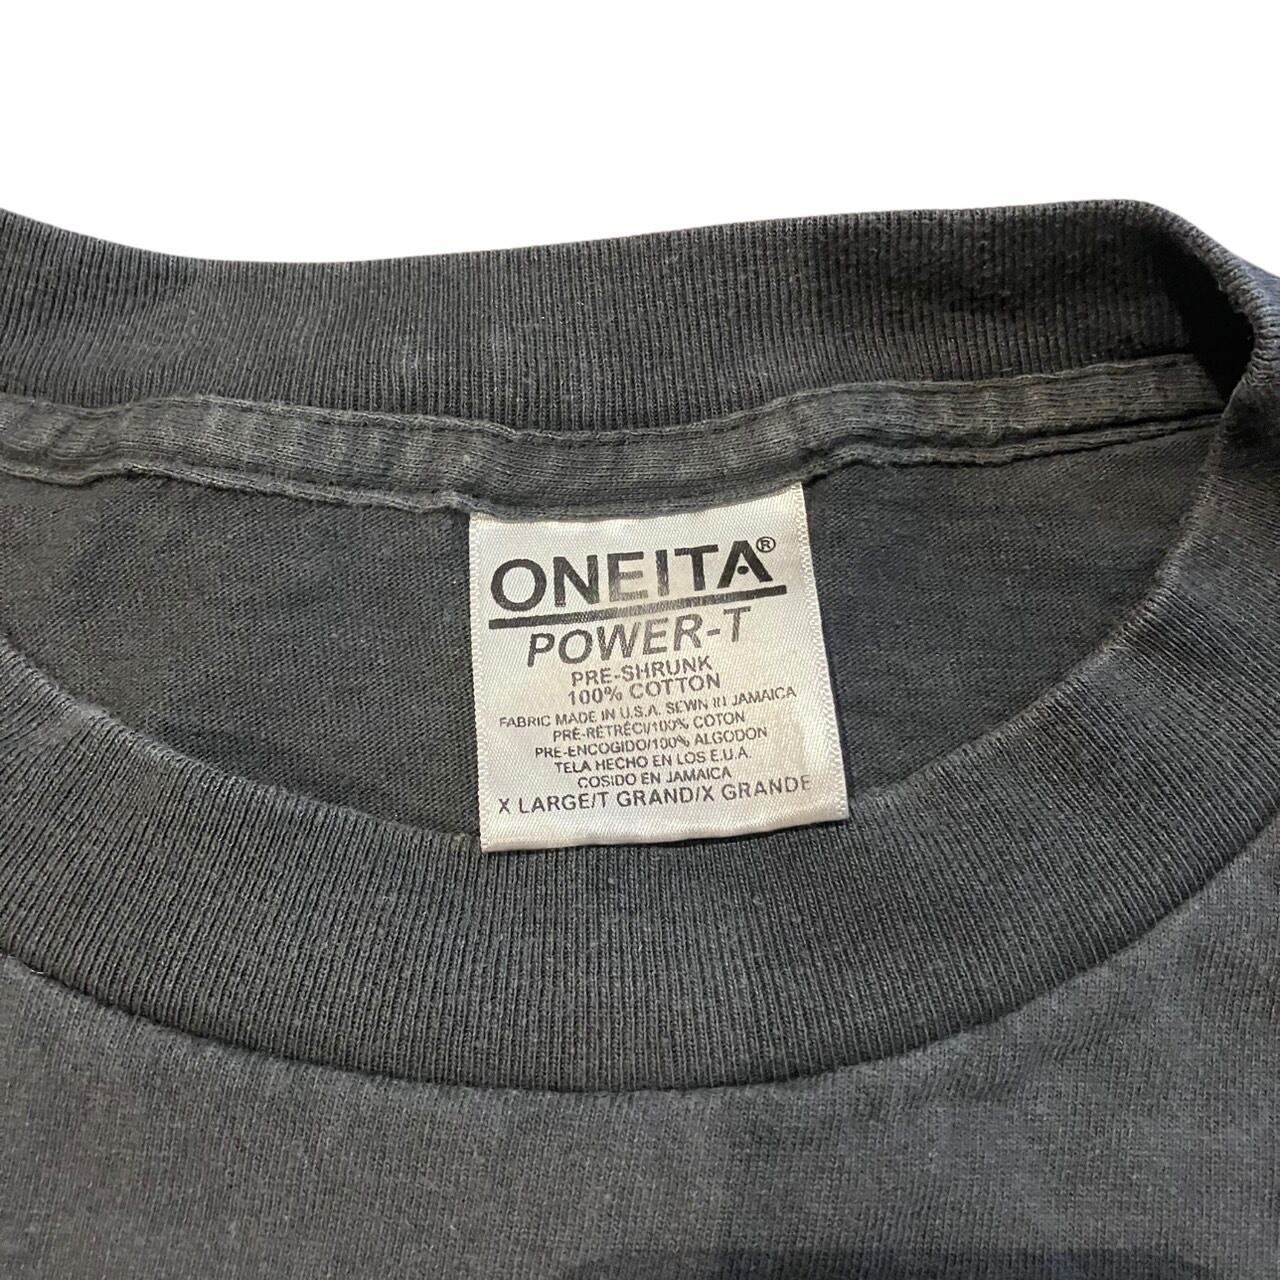 ONEITA®
POWER-T
PRE-SHRUNK
100% COTTON
FABRIC MADE IN U.S.A. SEWN IN JAMAICA
PRÉ-RÉTRÉCI/100% COTON
PRE-ENCOGIDO/100% ALGODON
TELA HECHO EN LOS E.U.A.
COSIDO EN JAMAICA
X LARGE/T GRAND/X GRANDE